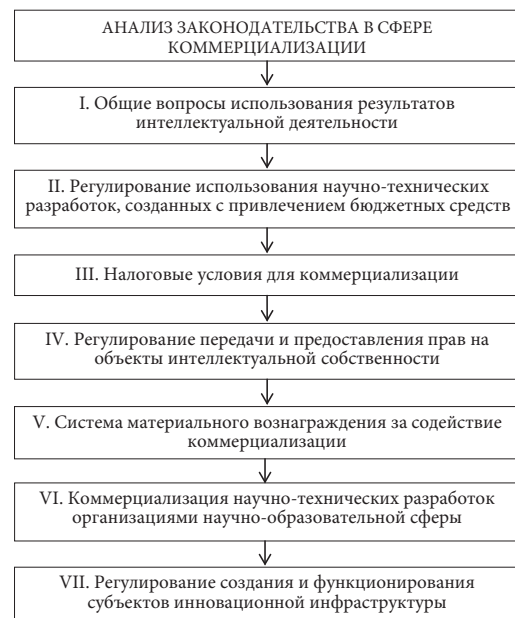 АНАЛИЗ ЗАКОНОДАТЕЛЬСТВА В СФЕРЕ
КОММЕРЦИАЛИЗАЦИИ
I. Общие вопросы использования результатов
интеллектуальной деятельности
II. Регулирование использования научно-технических
разработок, созданных с привлечением бюджетных средств
III. Налоговые условия для коммерциализации
IV. Регулирование передачи и предоставления прав на
объекты интеллектуальной собственности
V. Система материального вознаграждения за содействие
коммерциализации
VI. Коммерциализация научно-технических разработок
организациями научно-образовательной сферы
VII. Регулирование создания и функционирования
субъектов инновационной инфраструктуры